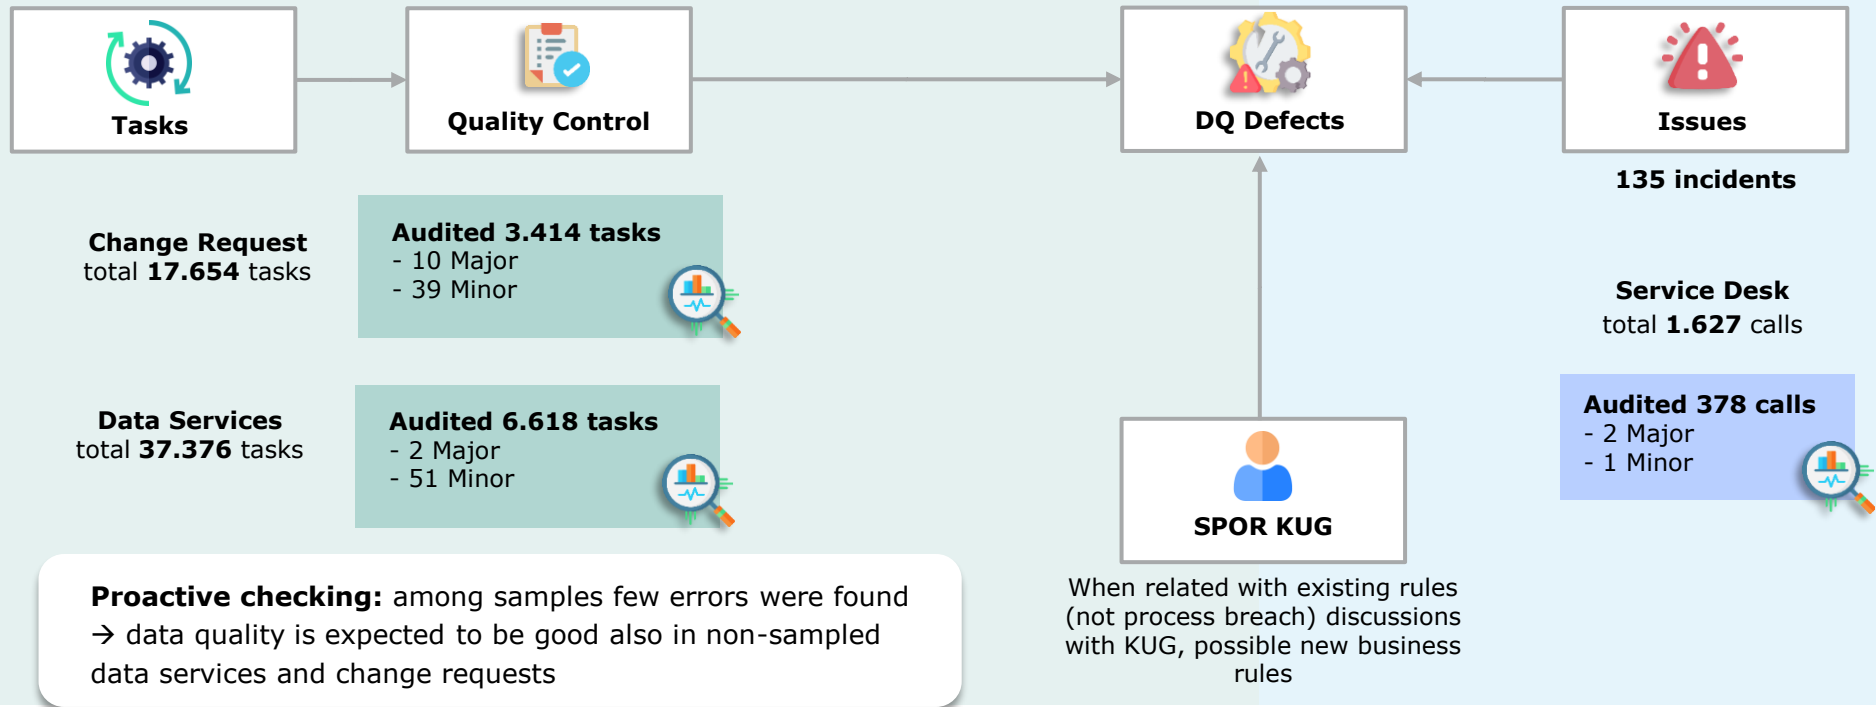 Tasks
Quality Control
DQ Defects
Issues
135 incidents
Change Request
total 17.654 tasks
Audited 3.414 tasks
- 10 Major
- 39 Minor
Service Desk
total 1.627 calls
Data Services
total 37.376 tasks
Audited 6.618 tasks
- 2 Major
- 51 Minor
Audited 378 calls
- 2 Major
- 1 Minor
SPOR KUG
When related with existing rules
(not process breach) discussions
with KUG, possible new business
rules
Proactive checking: among samples few errors were found
→ data quality is expected to be good also in non-sampled
data services and change requests